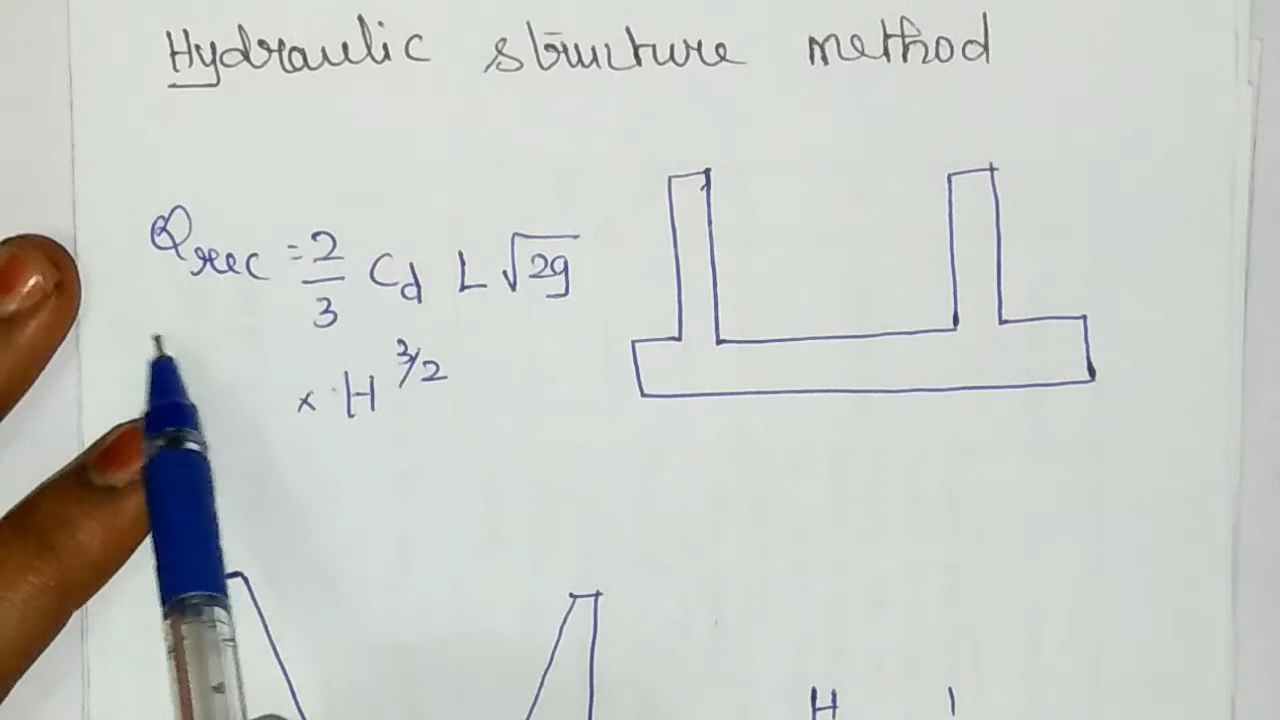 Hydraulic structure method
Qrec = 2/3 Cd L √2g
× H 3/2
H